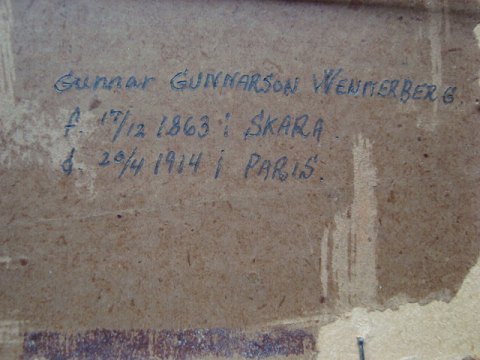 Gunnar GUNNARSON WENNERBERG
f. 17/12 1863 i SKARA.
d. 20/4 1914 i PARIS.